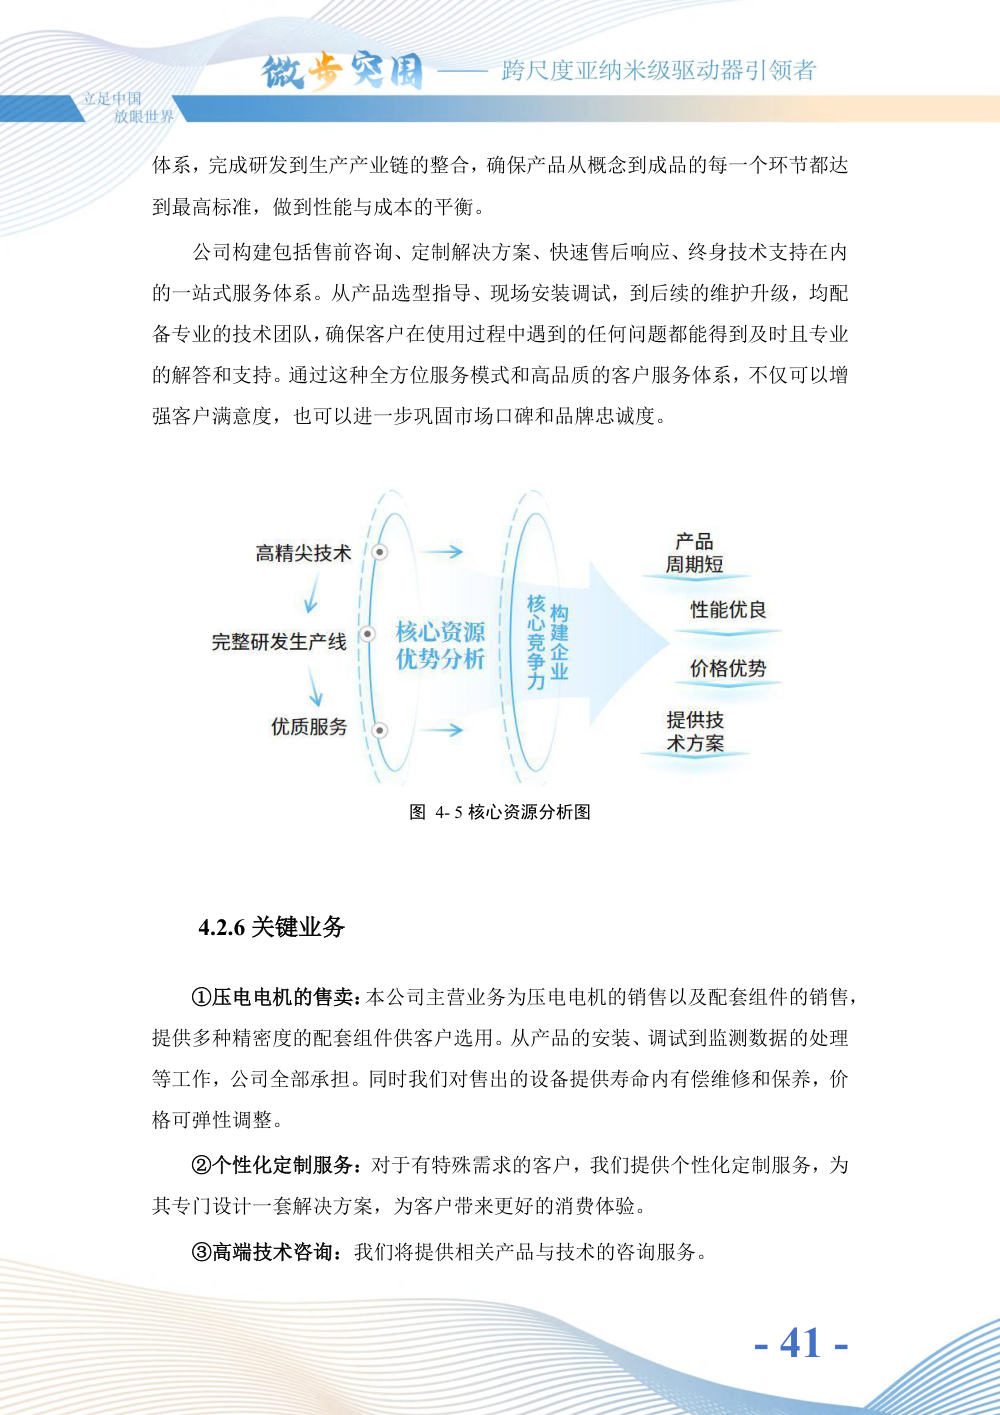 微步突围 —— 跨尺度亚纳米级驱动器引领者
立足中国
放眼世界
体系，完成研发到生产产业链的整合，确保产品从概念到成品的每一个环节都达
到最高标准，做到性能与成本的平衡。
公司构建包括售前咨询、定制解决方案、快速售后响应、终身技术支持在内
的一站式服务体系。从产品选型指导、现场安装调试，到后续的维护升级，均配
备专业的技术团队，确保客户在使用过程中遇到的任何问题都能得到及时且专业
的解答和支持。通过这种全方位服务模式和高品质的客户服务体系，不仅可以增
强客户满意度，也可以进一步巩固市场口碑和品牌忠诚度。
高精尖技术
完整研发生产线
优质服务
核心资源
优势分析
构建企业
核心竞争力
产品
周期短
性能优良
价格优势
提供技
术方案
图 4- 5 核心资源分析图
4.2.6 关键业务
①压电电机的售卖：本公司主营业务为压电电机的销售以及配套组件的销售，
提供多种精密度的配套组件供客户选用。从产品的安装、调试到监测数据的处理
等工作，公司全部承担。同时我们对售出的设备提供寿命内有偿维修和保养，价
格可弹性调整。
②个性化定制服务：对于有特殊需求的客户，我们提供个性化定制服务，为
其专门设计一套解决方案，为客户带来更好的消费体验。
③高端技术咨询：我们将提供相关产品与技术的咨询服务。
- 41 -